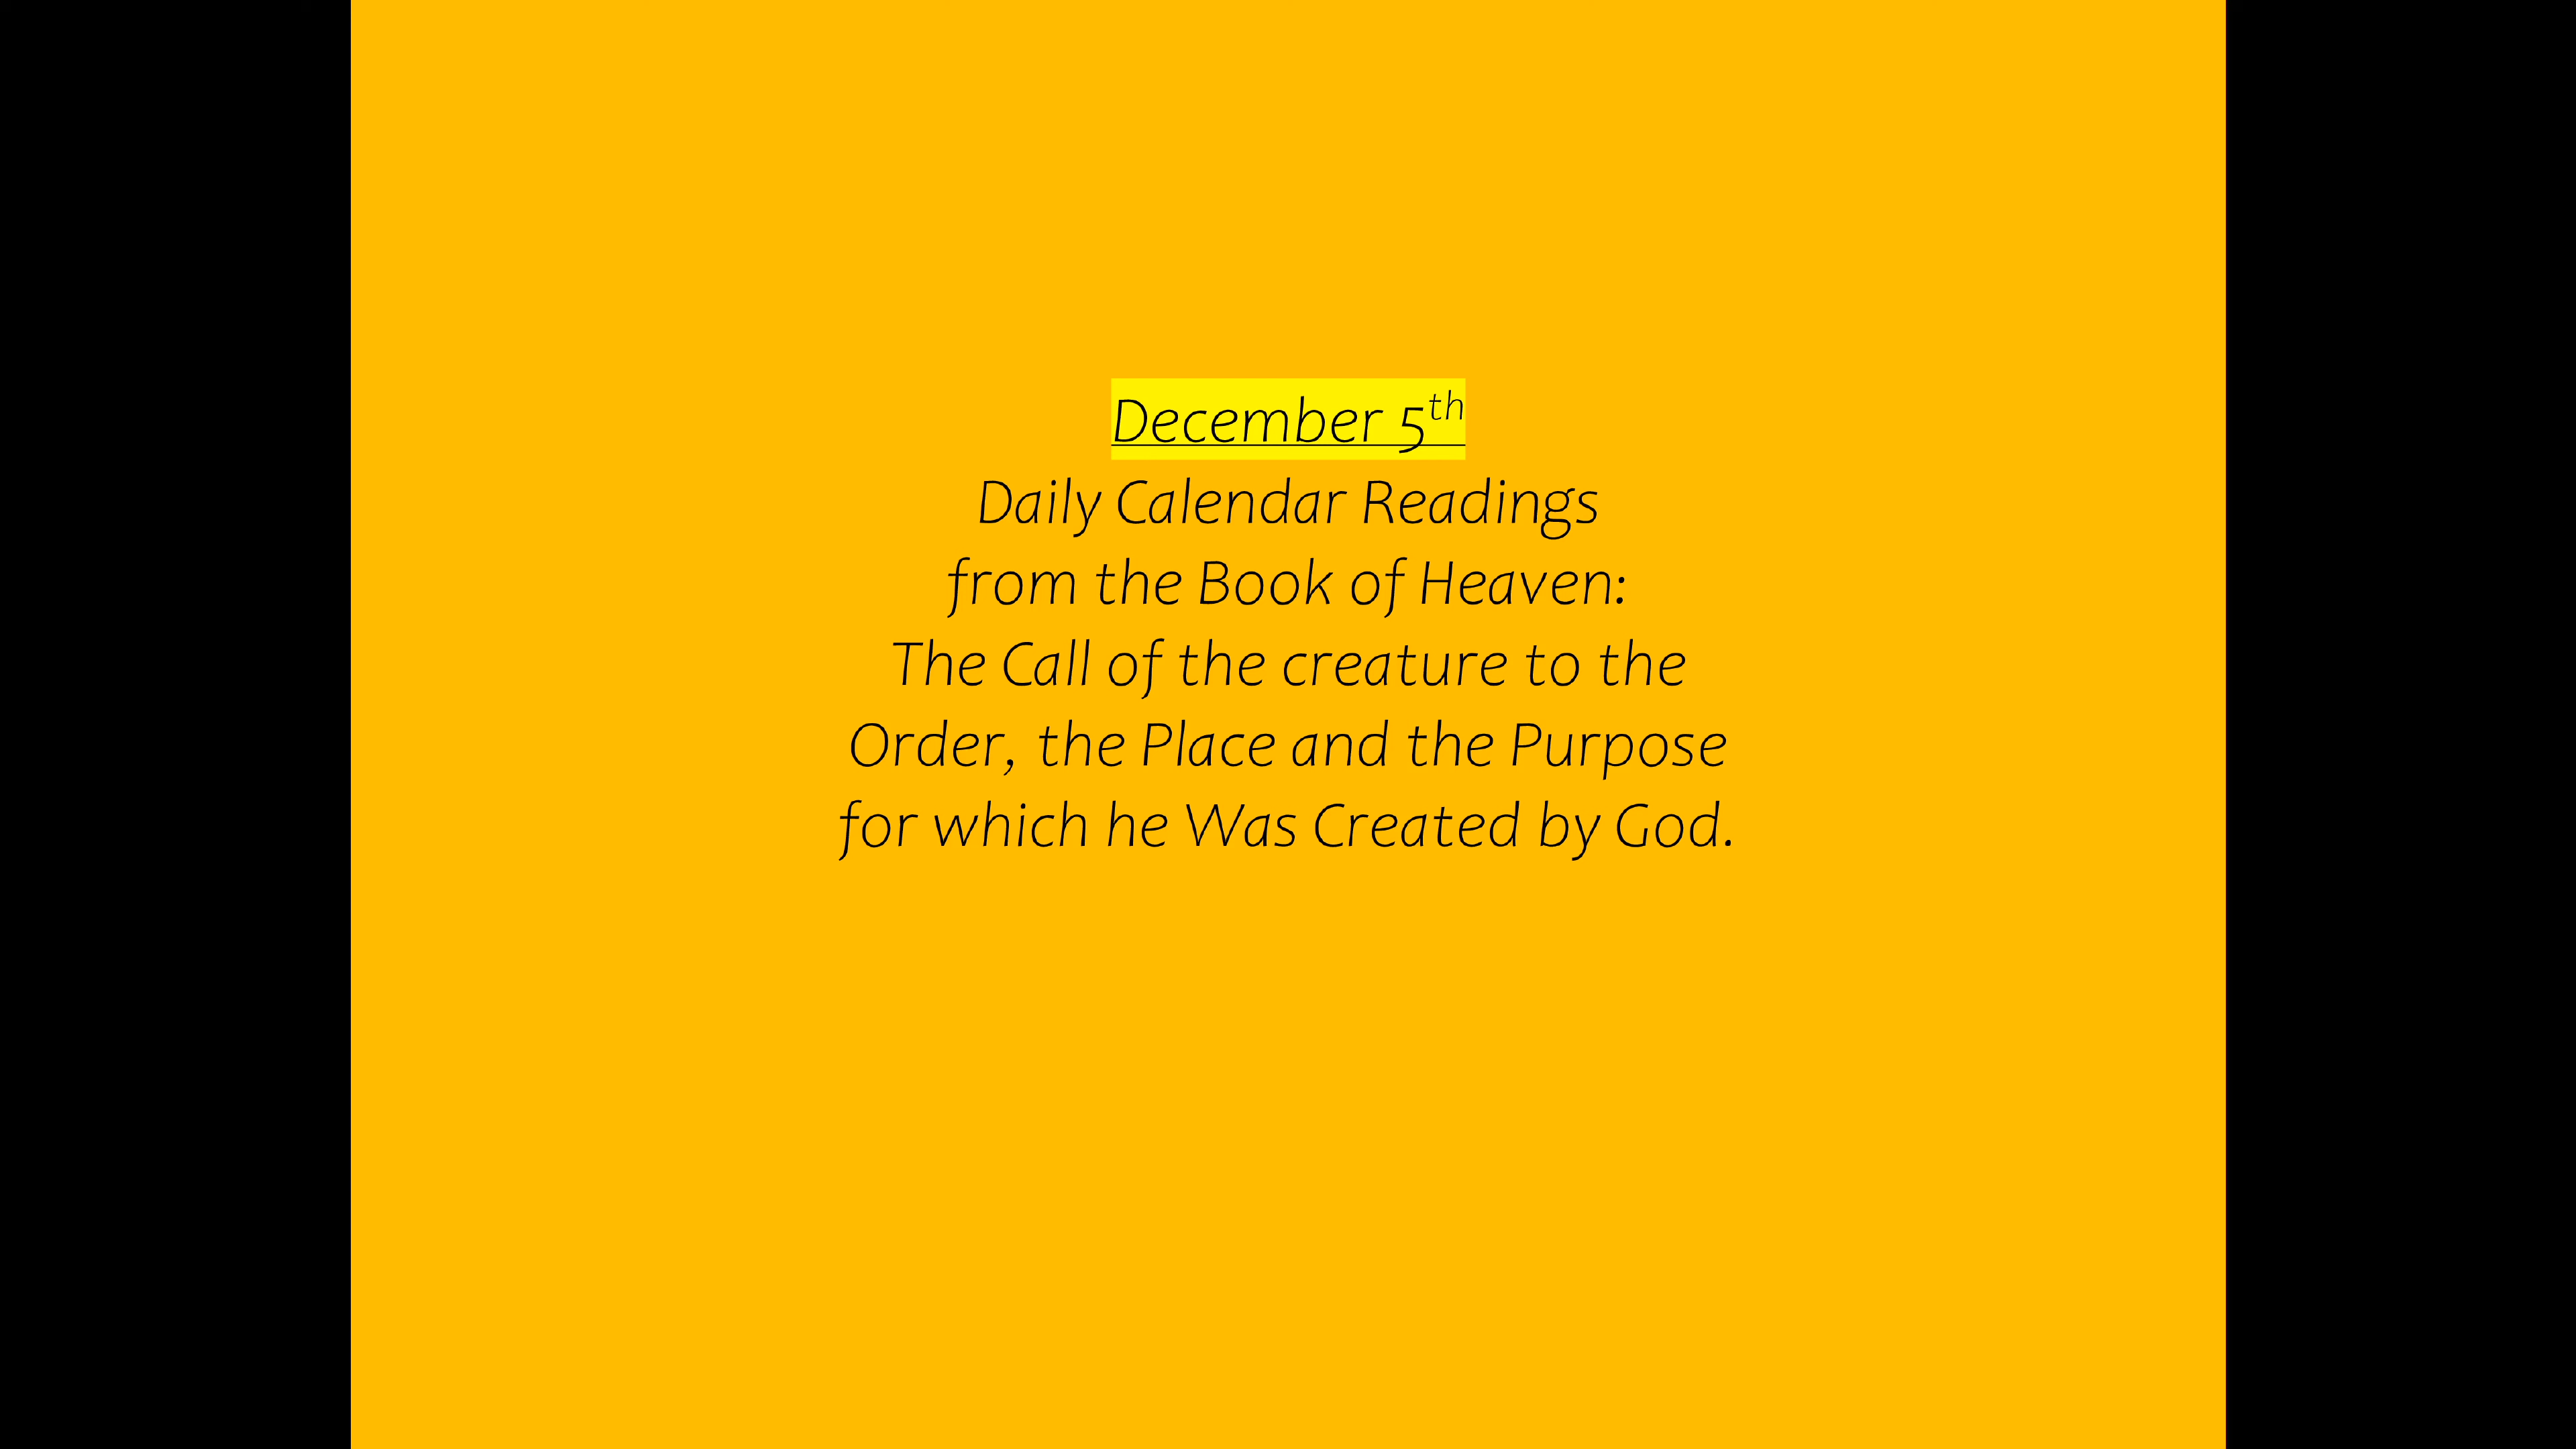 December 5th
Daily Calendar Readings
from the Book of Heaven:
The Call of the creature to the
Order, the Place and the Purpose
for which he Was Created by God.